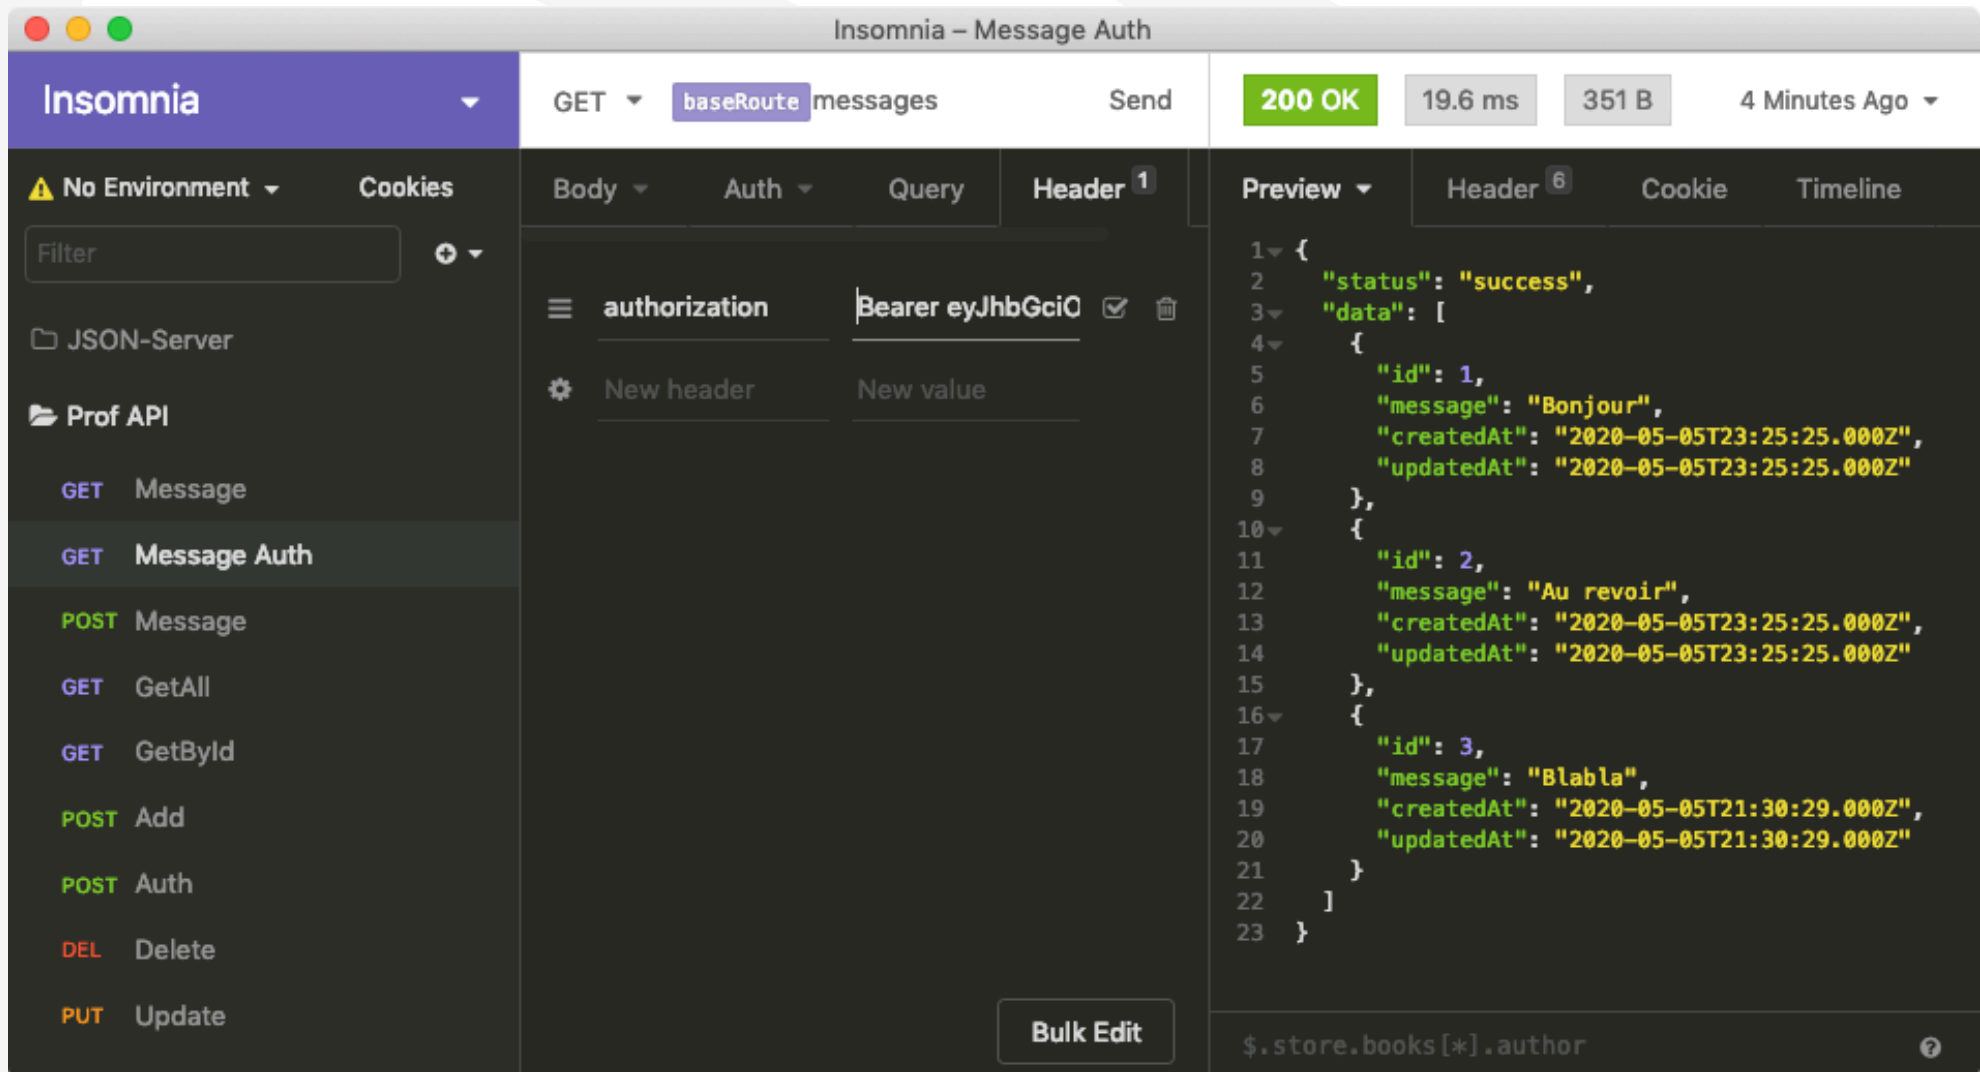 Insomnia – Message Auth
Insomnia
GET baseRoute messages Send
200 OK 19.6 ms 351 B 4 Minutes Ago
No Environment Cookies
Filter
JSON-Server
Prof API
GET Message
GET Message Auth
POST Message
GET GetAll
GET GetById
POST Add
POST Auth
DEL Delete
PUT Update
Body Auth Query Header 1
authorization Bearer eyJhbGciO
New header New value
Bulk Edit
Preview Header 6 Cookie Timeline
1 {
2 "status": "success",
3 "data": [
4 {
5 "id": 1,
6 "message": "Bonjour",
7 "createdAt": "2020-05-05T23:25:25.000Z",
8 "updatedAt": "2020-05-05T23:25:25.000Z"
9 },
10 {
11 "id": 2,
12 "message": "Au revoir",
13 "createdAt": "2020-05-05T23:25:25.000Z",
14 "updatedAt": "2020-05-05T23:25:25.000Z"
15 },
16 {
17 "id": 3,
18 "message": "Blabla",
19 "createdAt": "2020-05-05T21:30:29.000Z",
20 "updatedAt": "2020-05-05T21:30:29.000Z"
21 }
22 ]
23 }
$.store.books[*].author